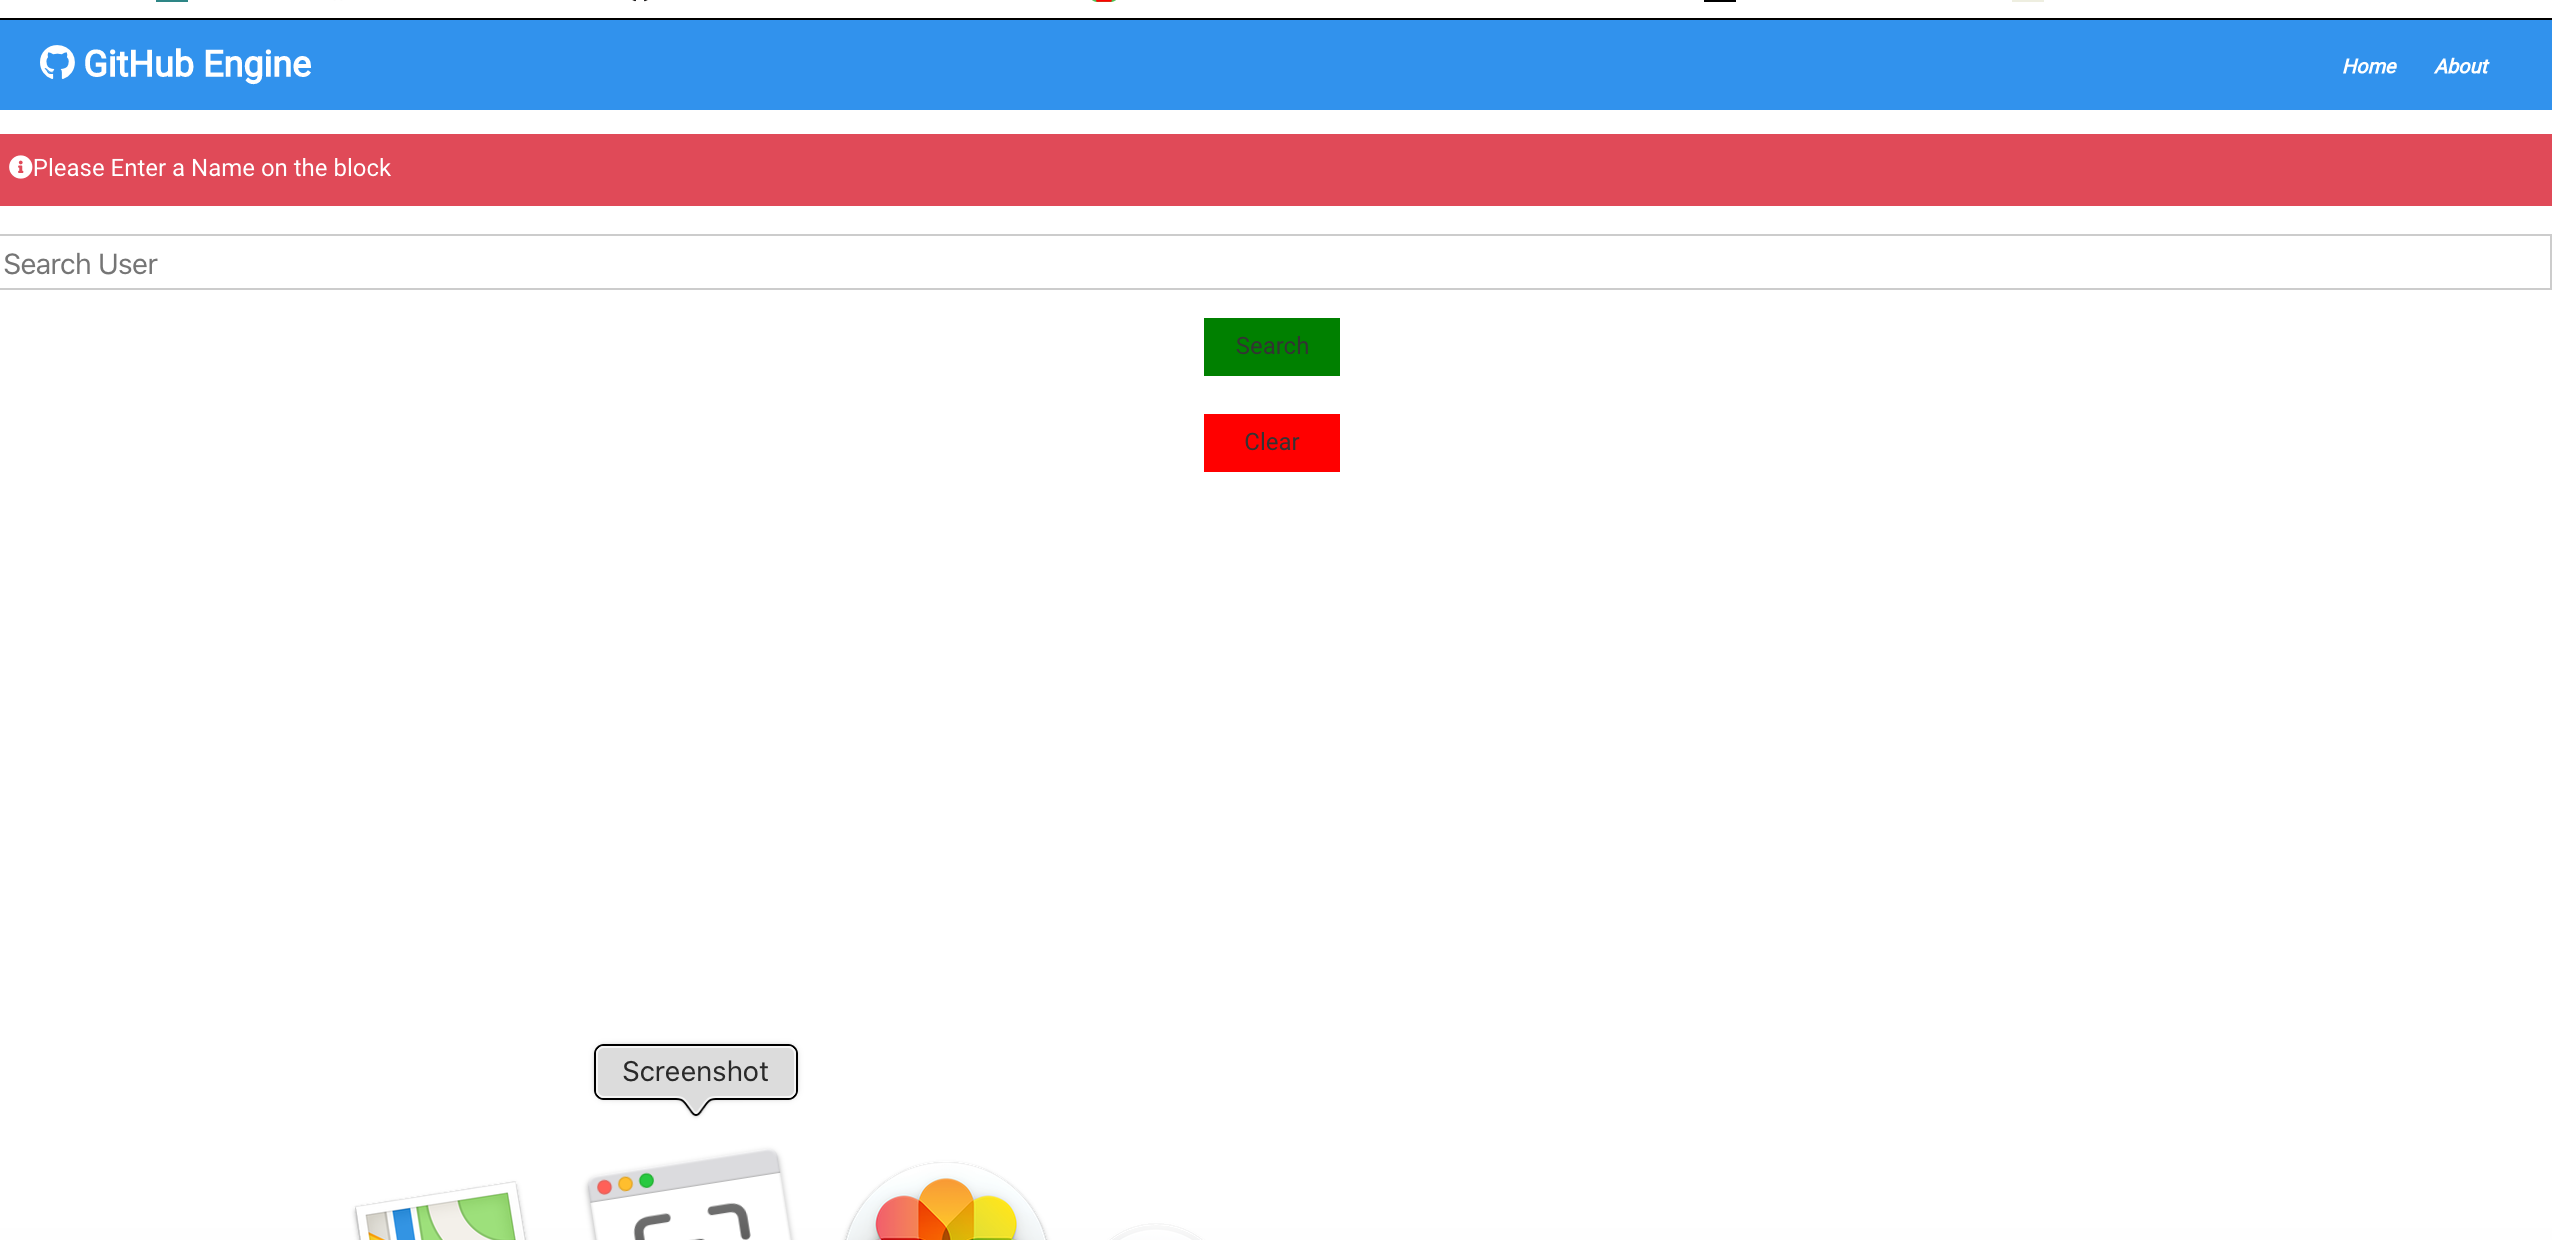 GitHub Engine
Home About
Please Enter a Name on the block
Search User
Search
Clear
Screenshot